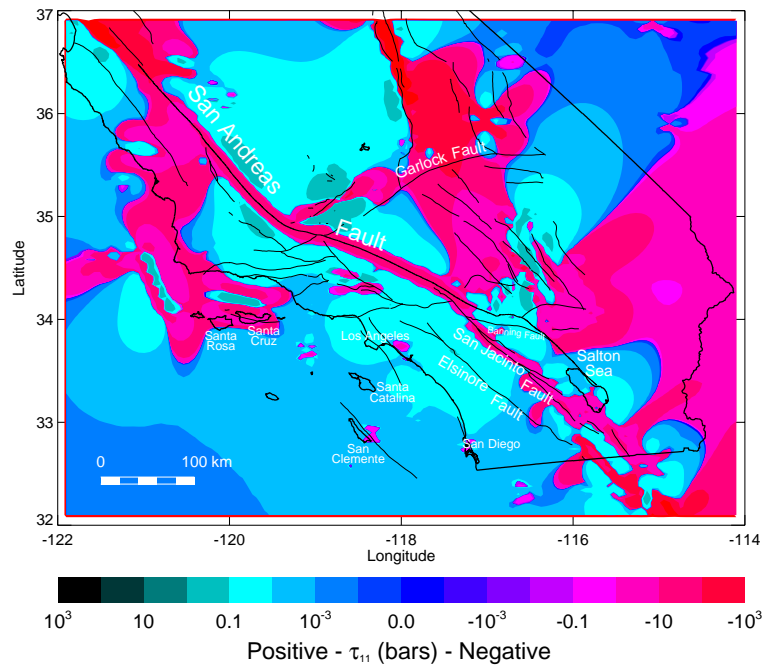 37
36
35
34
33
32
Latitude
San Andreas
Fault
Garlock Fault
Banning Fault
San Jacinto Fault
Elsinore Fault
Salton
Sea
Los Angeles
Santa
Rosa
Santa
Cruz
Santa
Catalina
San
Clemente
San Diego
0 100 km
-122 -120 -118 -116 -114
Longitude
10³ 10 0.1 10⁻³ 0.0 -10⁻³ -0.1 -10 -10³
Positive - τ₁₁ (bars) - Negative